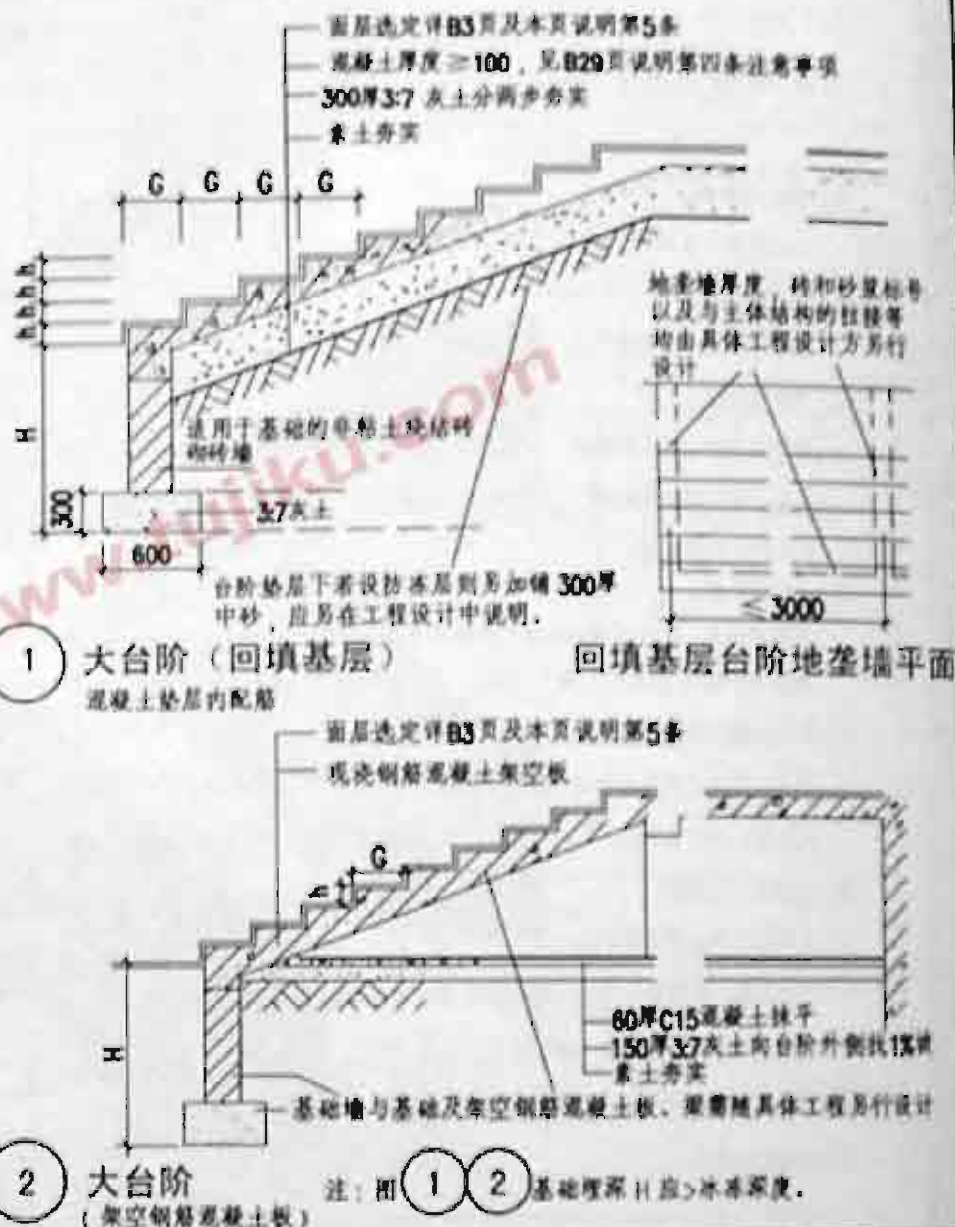 面层选定详B3页及本页说明第5条
混凝土厚度≥100,见B29页说明第四条注意事项
300厚3:7 灰土分两步夯实
素土夯实
G G G G
h
h
h
h
地垄墙厚度,砖和砂浆标号
以及与主体结构的拉接等
均由具体工程设计方另行
设计
H
适用于基础的非粘土烧结砖
砌砖墙
300
3:7灰土
600
台阶垫层下若设防冻层则另加铺300厚
中砂,应另在工程设计中说明。
≤3000
www.tujiku.com
1 大台阶(回填基层)
混凝土垫层内配筋
回填基层台阶地垄墙平面
面层选定详B3页及本页说明第5条
现浇钢筋混凝土架空板
G
h
H
60厚C15混凝土抹平
150厚3:7灰土向台阶外侧找1%坡
素土夯实
基础墙与基础及架空钢筋混凝土板、梁需随具体工程另行设计
2 大台阶
(架空钢筋混凝土板)
注:图 1 2 基础埋深H应>冰冻深度.